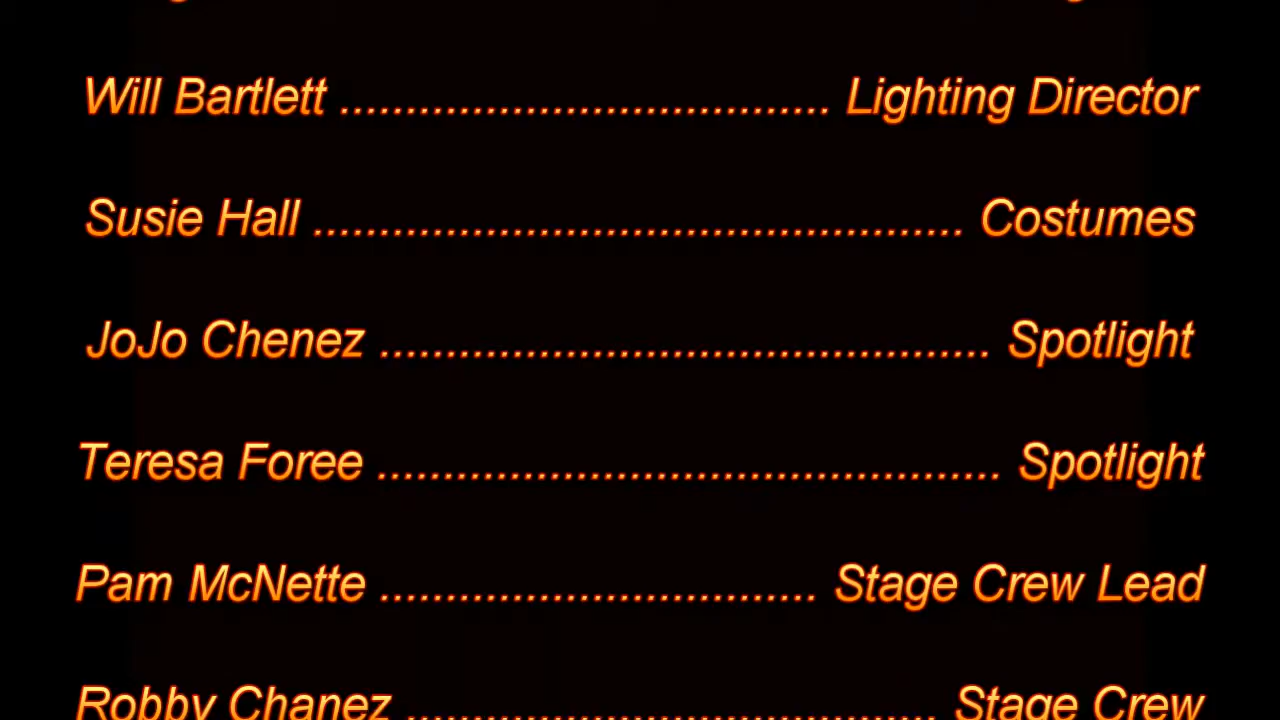 Will Bartlett ..................................... Lighting Director
Susie Hall ................................................. Costumes
JoJo Chenez .............................................. Spotlight
Teresa Foree ............................................... Spotlight
Pam McNette ................................. Stage Crew Lead
Robby Chanez ........................................ Stage Crew